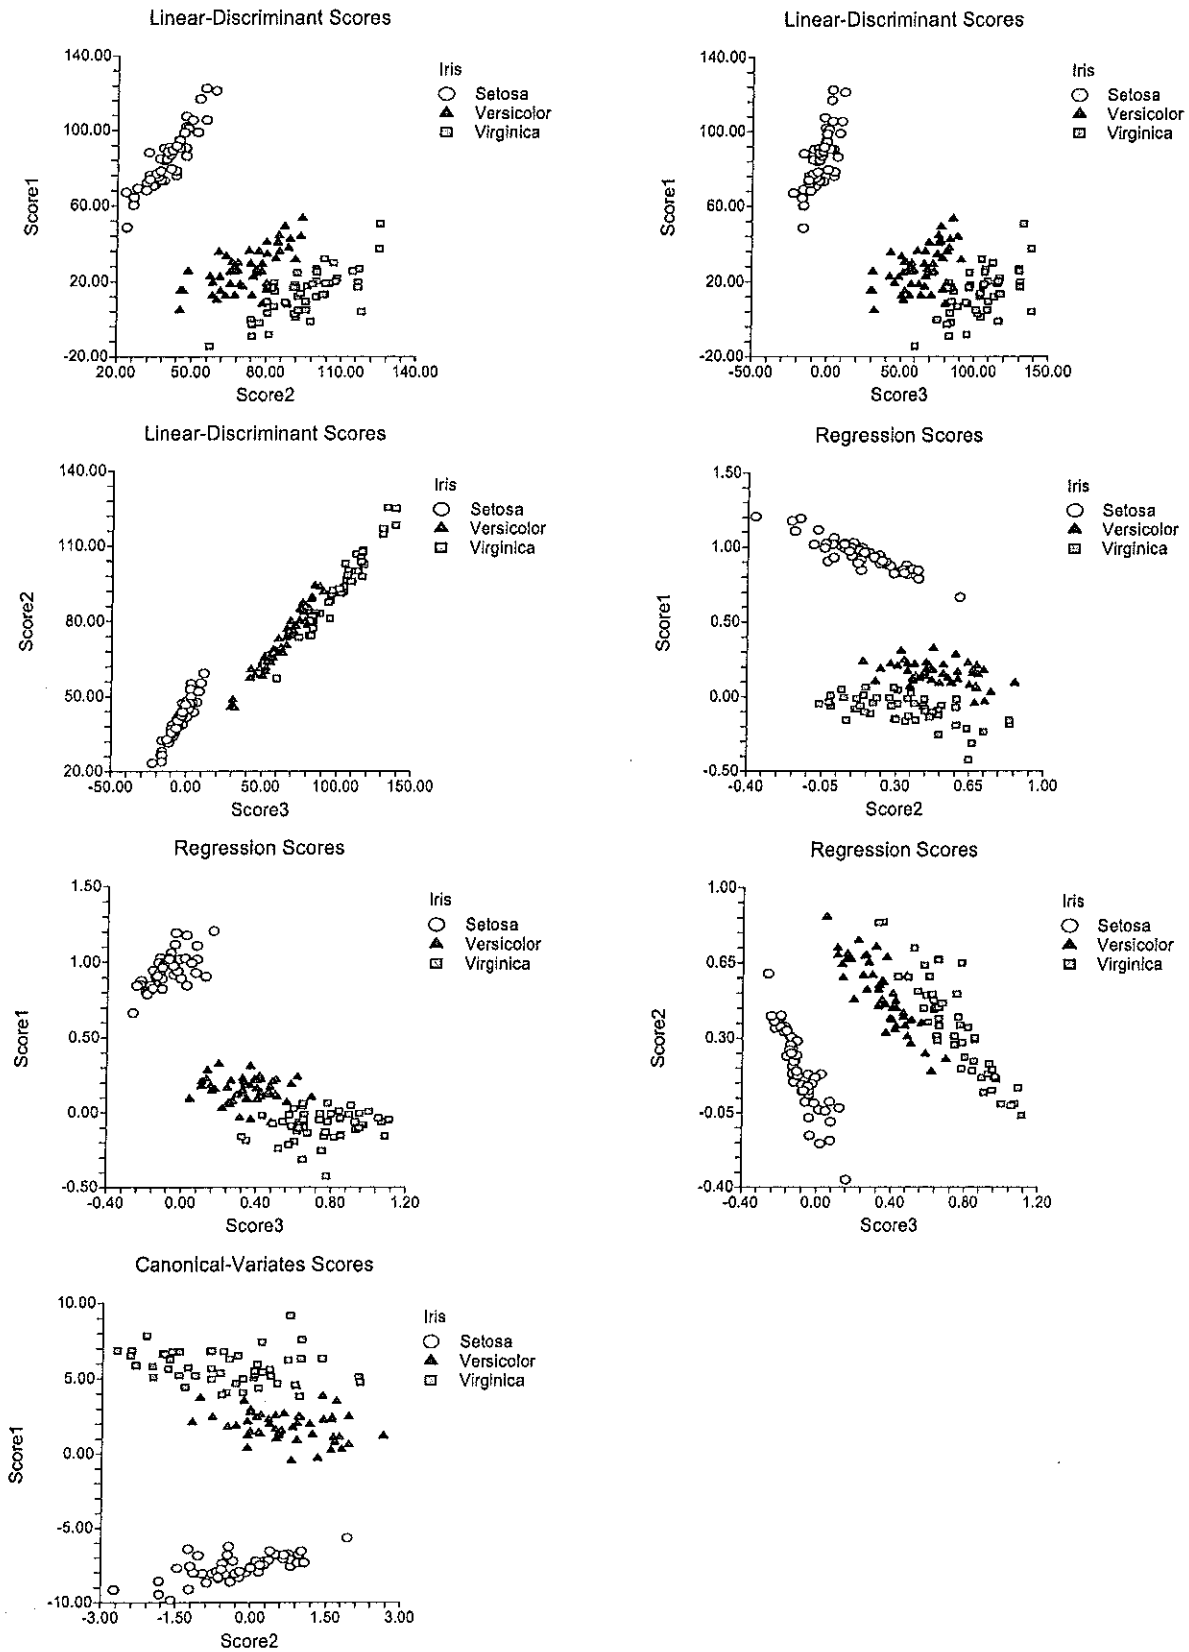 Linear-Discriminant Scores
140.00
100.00
60.00
20.00
-20.00
20.00 50.00 80.00 110.00 140.00
Score1
Score2
Iris
Setosa
Versicolor
Virginica
Linear-Discriminant Scores
140.00
100.00
60.00
20.00
-20.00
-50.00 0.00 50.00 100.00 150.00
Score1
Score3
Iris
Setosa
Versicolor
Virginica
Linear-Discriminant Scores
140.00
110.00
80.00
50.00
20.00
-50.00 0.00 50.00 100.00 150.00
Score2
Score3
Iris
Setosa
Versicolor
Virginica
Regression Scores
1.50
1.00
0.50
0.00
-0.50
-0.40 -0.05 0.30 0.65 1.00
Score1
Score2
Iris
Setosa
Versicolor
Virginica
Regression Scores
1.50
1.00
0.50
0.00
-0.50
-0.40 0.00 0.40 0.80 1.20
Score1
Score3
Iris
Setosa
Versicolor
Virginica
Regression Scores
1.00
0.65
0.30
-0.05
-0.40
-0.40 0.00 0.40 0.80 1.20
Score2
Score3
Iris
Setosa
Versicolor
Virginica
Canonical-Variates Scores
10.00
5.00
0.00
-5.00
-10.00
-3.00 -1.50 0.00 1.50 3.00
Score1
Score2
Iris
Setosa
Versicolor
Virginica